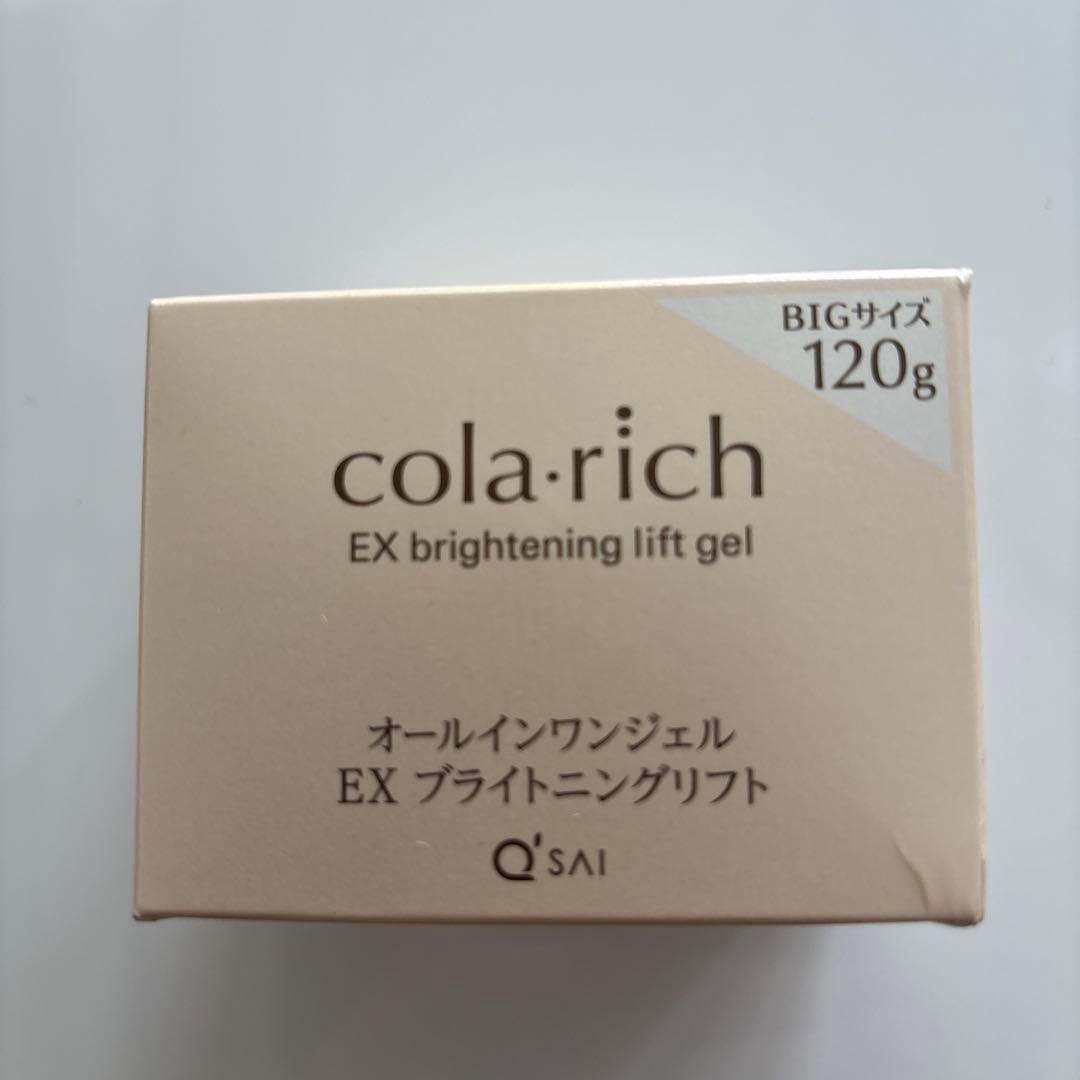 BIGサイズ
120g
cola·rich
EX brightening lift gel
オールインワンジェル
EX ブライトニングリフト
Q'SAI